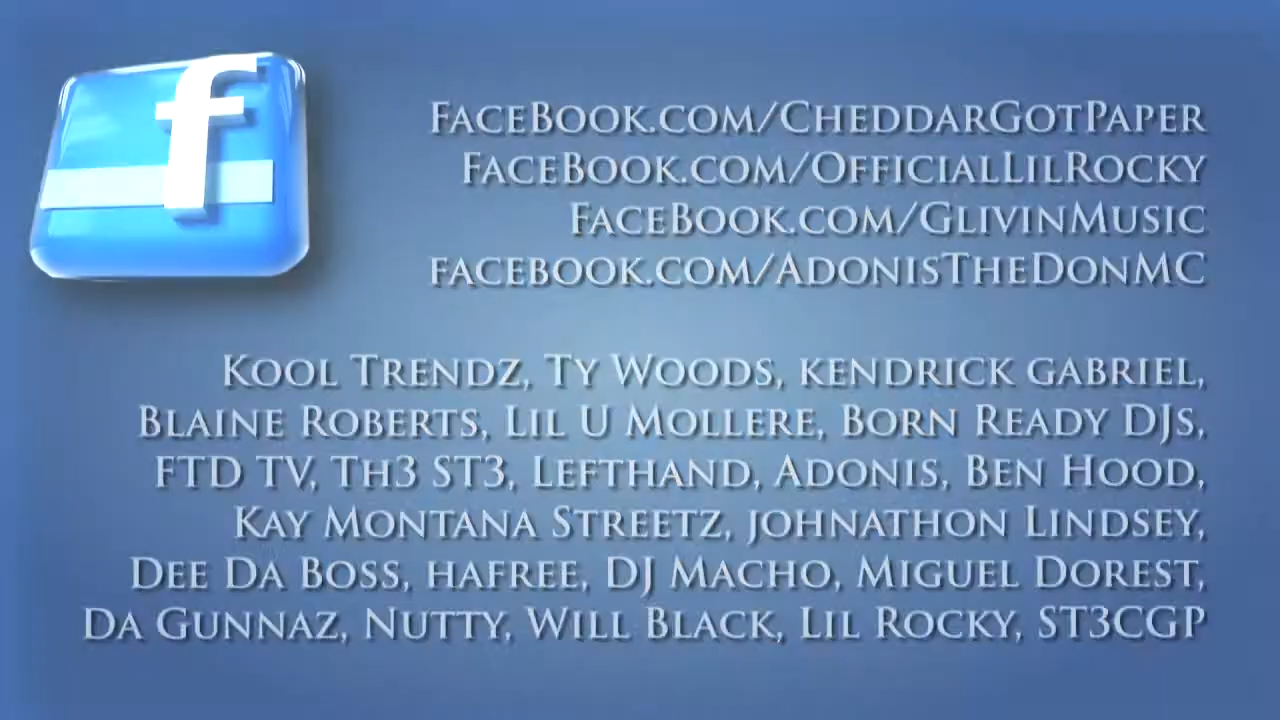 f
FaceBook.com/CheddarGotPaper
FaceBook.com/OfficialLilRocky
FaceBook.com/GlivinMusic
facebook.com/AdonisTheDonMC
Kool Trendz, Ty Woods, kendrick gabriel,
Blaine Roberts, Lil U Mollere, Born Ready DJs,
FTD TV, Th3 ST3, Lefthand, Adonis, Ben Hood,
Kay Montana Streetz, johnathon Lindsey,
Dee Da Boss, hafree, DJ Macho, Miguel Dorest,
Da Gunnaz, Nutty, Will Black, Lil Rocky, ST3CGP